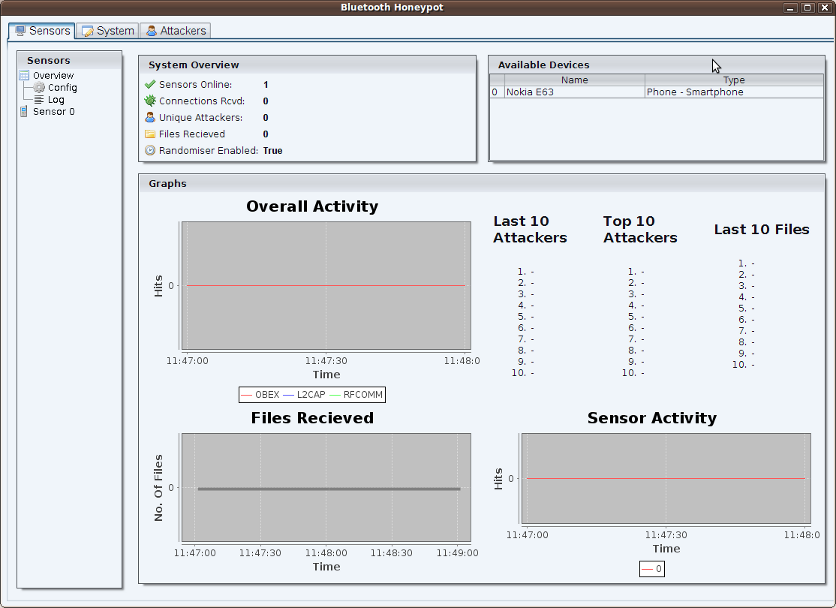 Bluetooth Honeypot
Sensors System Attackers
Sensors
Overview
Config
Log
Sensor 0
System Overview
Sensors Online: 1
Connections Rcvd: 0
Unique Attackers: 0
Files Recieved 0
Randomiser Enabled: True
Available Devices
Name Type
0 Nokia E63 Phone - Smartphone
Graphs
Overall Activity
Hits
0
11:47:00 11:47:30 11:48:0
Time
OBEX L2CAP RFCOMM
Last 10
Attackers
1. -
2. -
3. -
4. -
5. -
6. -
7. -
8. -
9. -
10. -
Top 10
Attackers
1. -
2. -
3. -
4. -
5. -
6. -
7. -
8. -
9. -
10. -
Last 10 Files
1. -
2. -
3. -
4. -
5. -
6. -
7. -
8. -
9. -
10. -
Files Recieved
No. Of Files
0
11:47:00 11:47:30 11:48:00 11:48:30 11:49:00
Time
Sensor Activity
Hits
0
11:47:00 11:47:30 11:48:0
Time
0